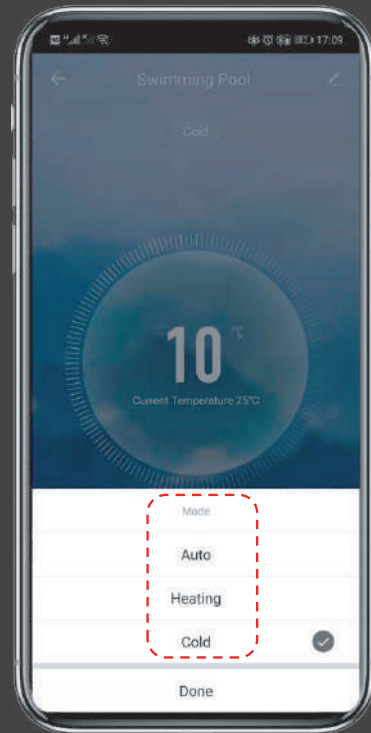 17:09
Swimming Pool
Cold
10 °C
Current Temperature 25°C
Mode
Auto
Heating
Cold
Done